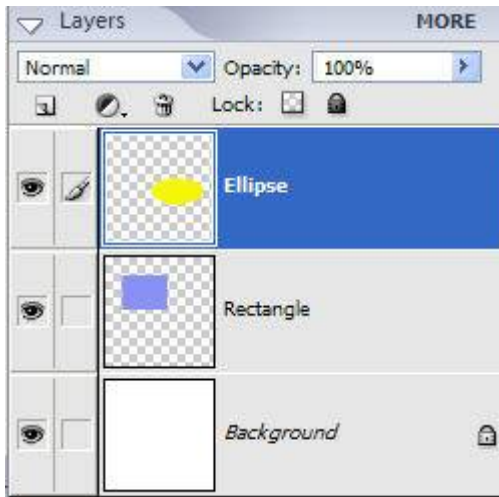 Layers MORE
Normal Opacity: 100%
Lock:
Ellipse
Rectangle
Background